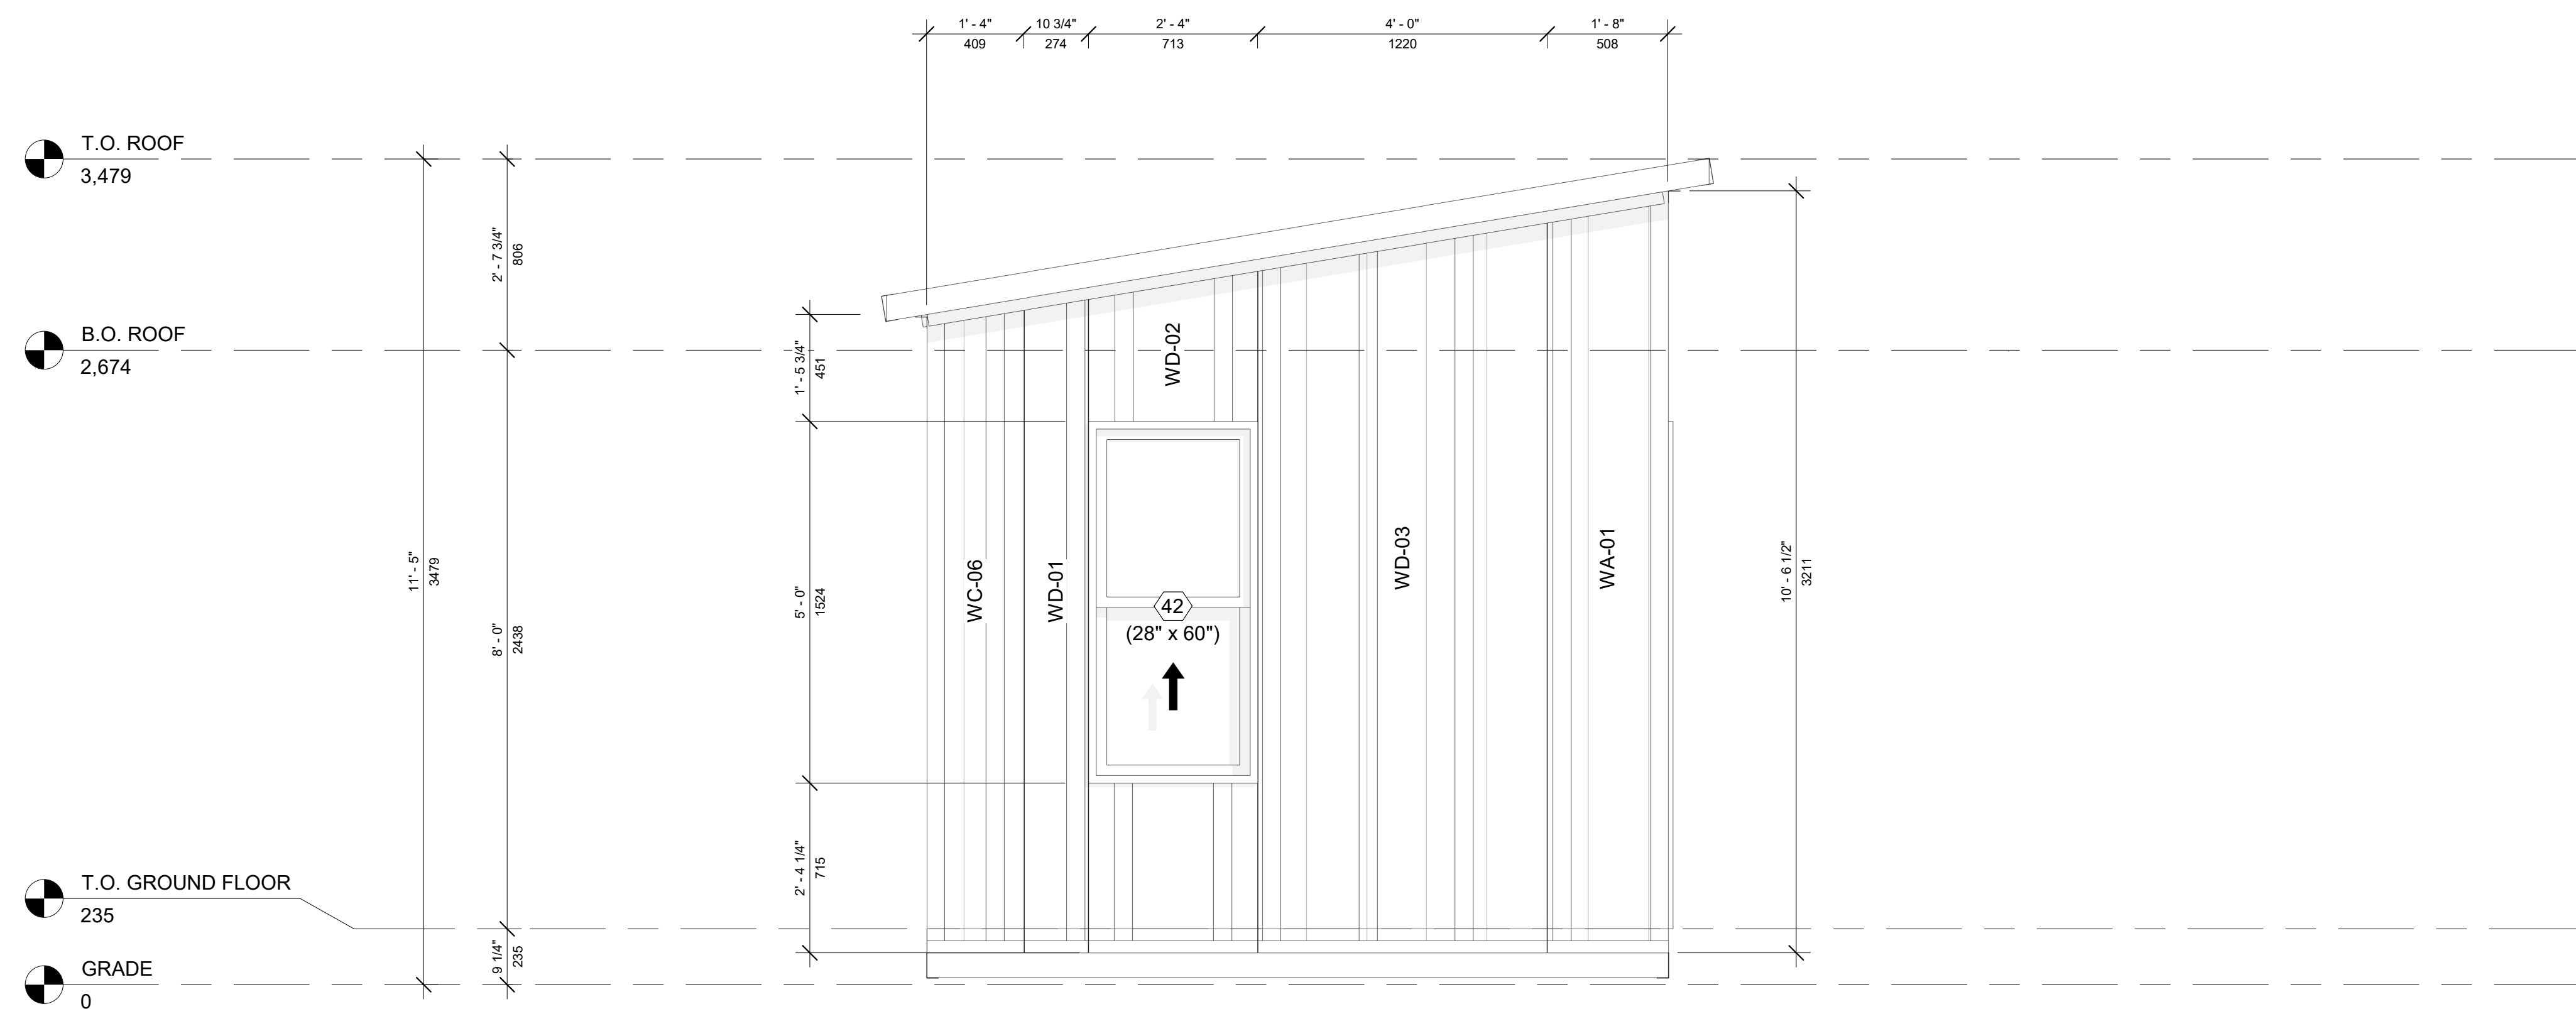 1' - 4"
409
10 3/4"
274
2' - 4"
713
4' - 0"
1220
1' - 8"
508
T.O. ROOF
3,479
B.O. ROOF
2,674
T.O. GROUND FLOOR
235
GRADE
0
11' - 5"
3479
2' - 7 3/4"
806
8' - 0"
2438
9 1/4"
235
1' - 5 3/4"
451
5' - 0"
1524
2' - 4 1/4"
715
WC-06
WD-01
WD-02
42
(28" x 60")
WD-03
WA-01
10' - 6 1/2"
3211